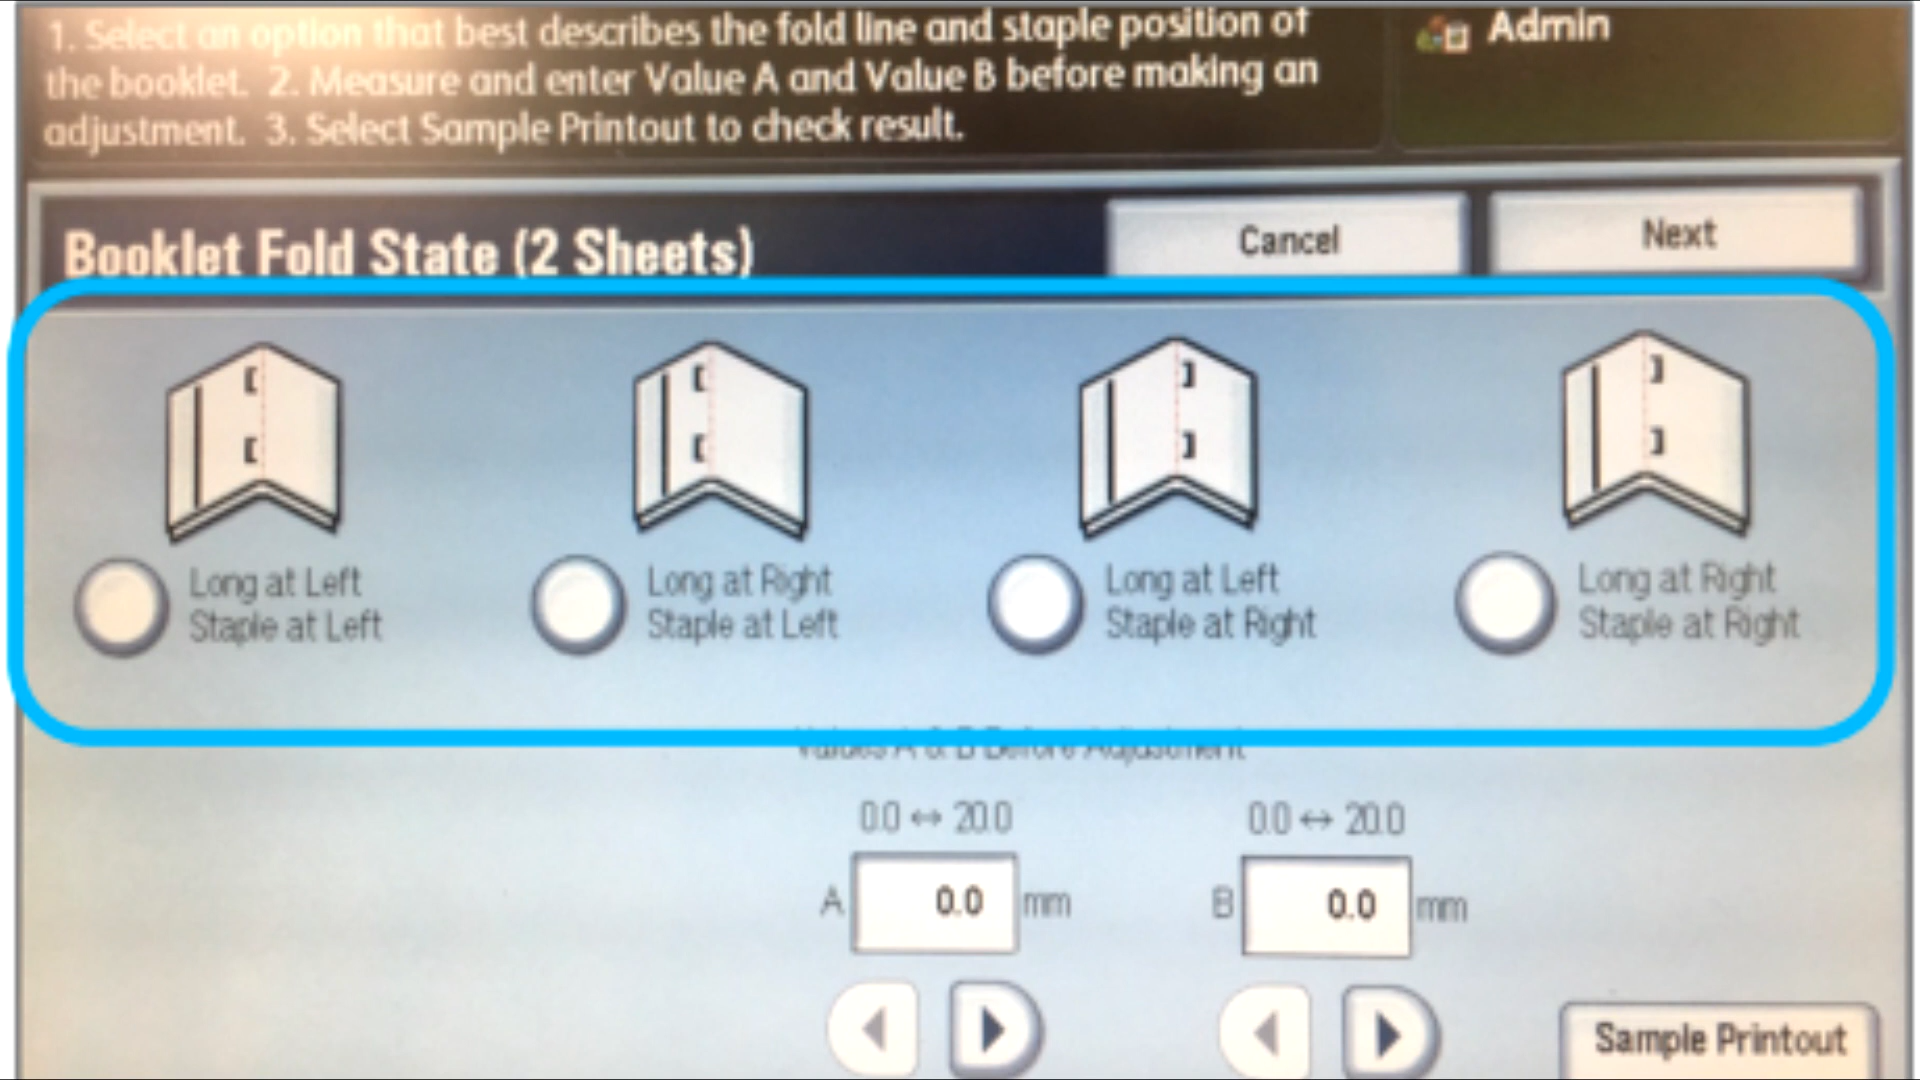 1. Select an option that best describes the fold line and staple position of
the booklet. 2. Measure and enter Value A and Value B before making an
adjustment. 3. Select Sample Printout to check result.
Admin
Booklet Fold State (2 Sheets)
Cancel
Next
Long at Left
Staple at Left
Long at Right
Staple at Left
Long at Left
Staple at Right
Long at Right
Staple at Right
Values A & B Before Adjustment
0.0 ↔ 20.0
0.0 ↔ 20.0
A 0.0 mm
B 0.0 mm
Sample Printout